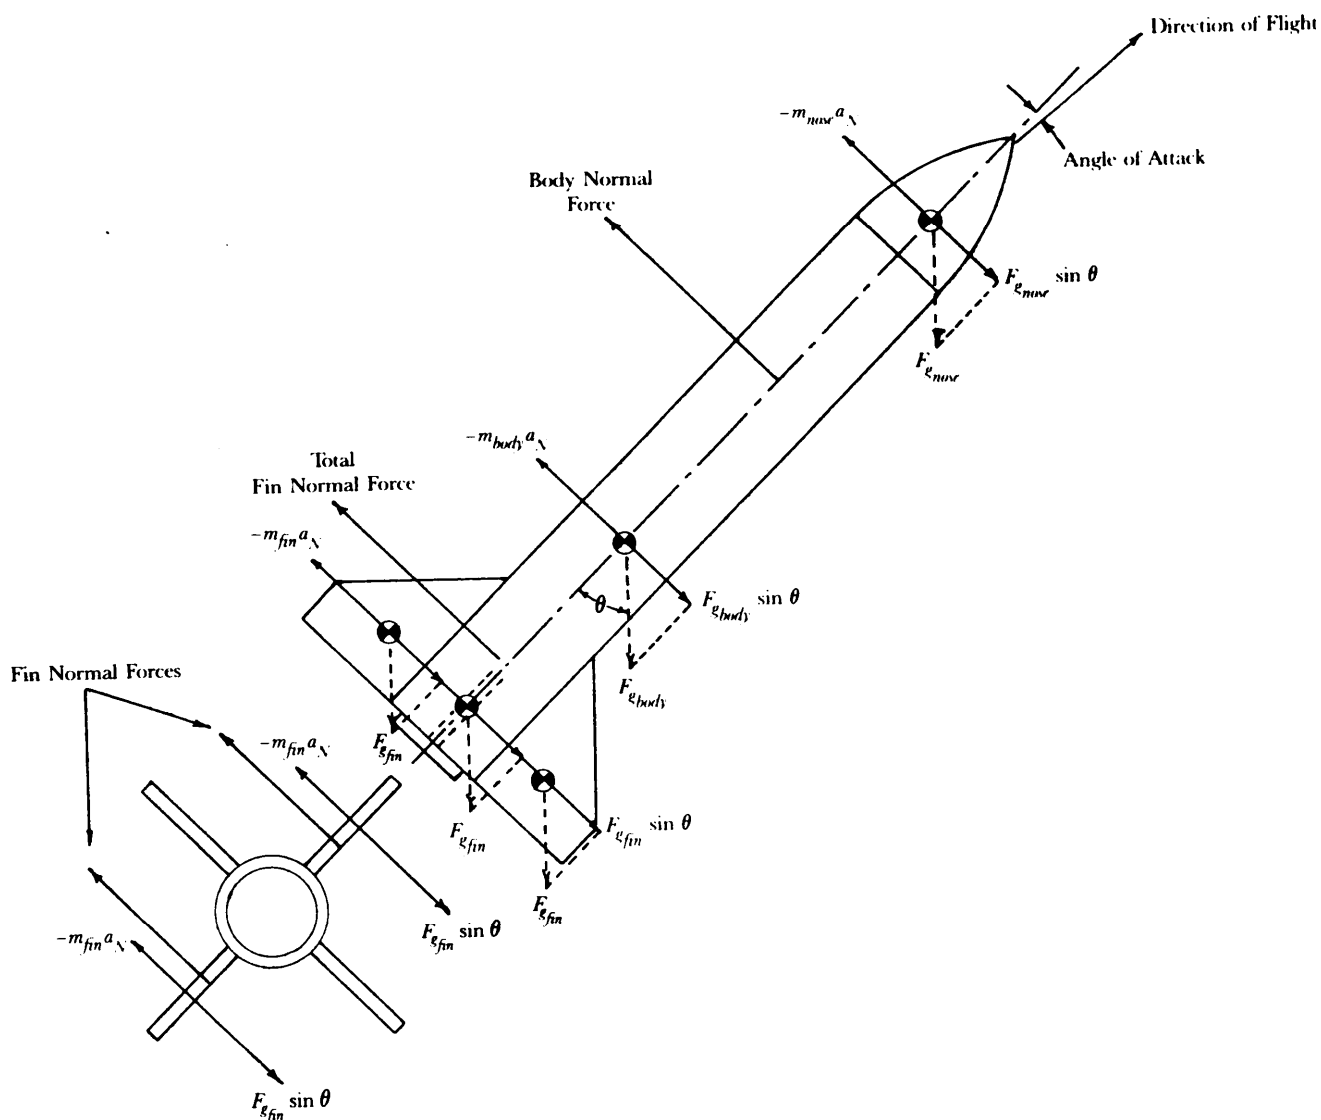 Direction of Flight
-m_nose a_N
Angle of Attack
Body Normal
Force
F_g_nose sin θ
F_g_nose
-m_body a_N
Total
Fin Normal Force
-m_fin a_N
θ
F_g_body sin θ
F_g_body
Fin Normal Forces
F_g_fin
-m_fin a_N
F_g_fin
F_g_fin sin θ
F_g_fin
F_g_fin sin θ
-m_fin a_N
F_g_fin sin θ